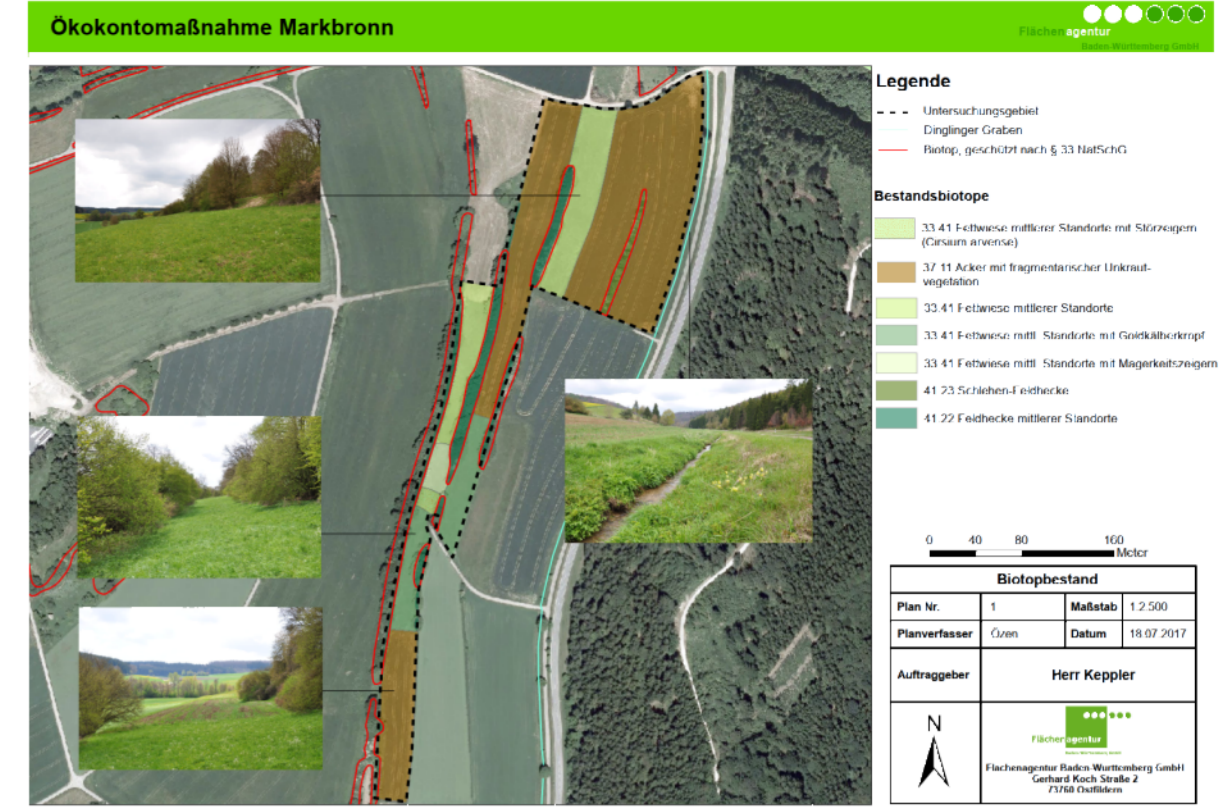 Ökokontomaßnahme Markbronn
Flächenagentur
Baden-Württemberg GmbH
Legende
Untersuchungsgebiet
Dinglinger Graben
Biotop, geschützt nach § 33 NatSchG
Bestandsbiotope
33.41 Fettwiese mittlerer Standorte mit Störzeigern
(Cirsium arvense)
37.11 Acker mit fragmentarischer Unkraut-
vegetation
33.41 Fettwiese mittlerer Standorte
33.41 Fettwiese mittl. Standorte mit Goldkälberkropf
33.41 Fettwiese mittl. Standorte mit Magerkeitszeigern
41.23 Schlehen-Feldhecke
41.22 Feldhecke mittlerer Standorte
0 40 80 160
Meter
Biotopbestand
Plan Nr. 1 Maßstab 1:2.500
Planverfasser Özen Datum 18.07.2017
Auftraggeber Herr Keppler
N
Flächenagentur
Baden-Württemberg GmbH
Flächenagentur Baden-Württemberg GmbH
Gerhard Koch Straße 2
73760 Ostfildern